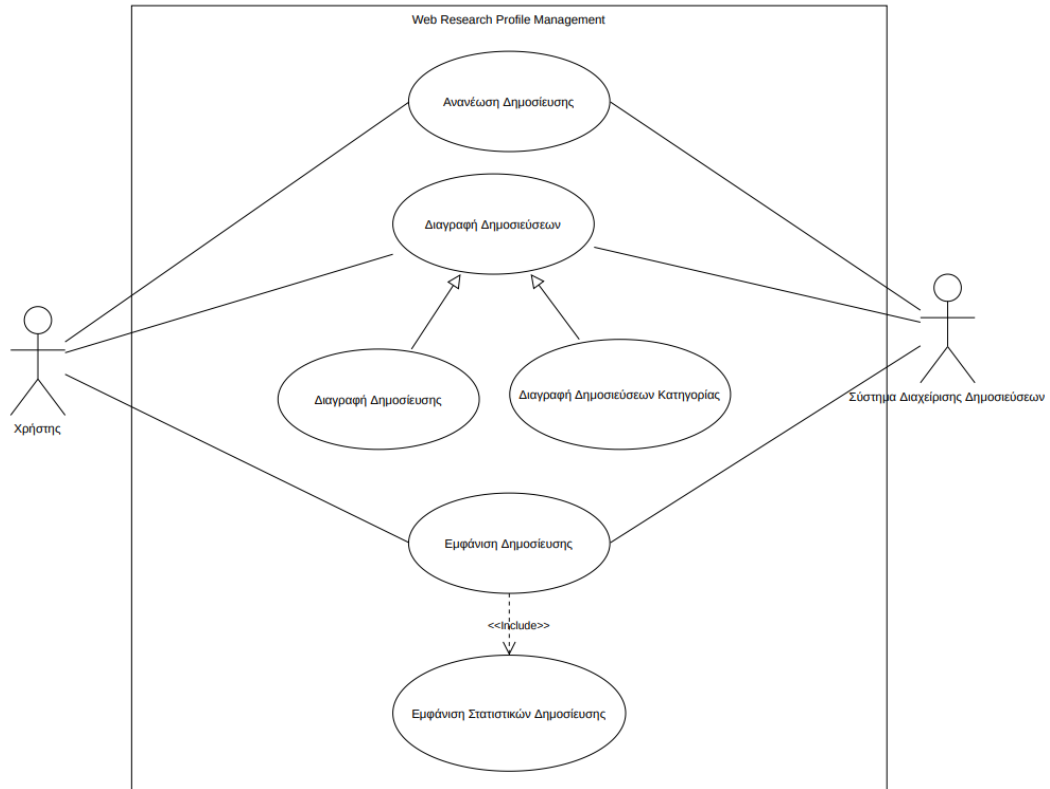 Web Research Profile Management
Ανανέωση Δημοσίευσης
Διαγραφή Δημοσιεύσεων
Διαγραφή Δημοσίευσης
Διαγραφή Δημοσιεύσεων Κατηγορίας
Χρήστης
Σύστημα Διαχείρισης Δημοσιεύσεων
Εμφάνιση Δημοσίευσης
<<Include>>
Εμφάνιση Στατιστικών Δημοσίευσης